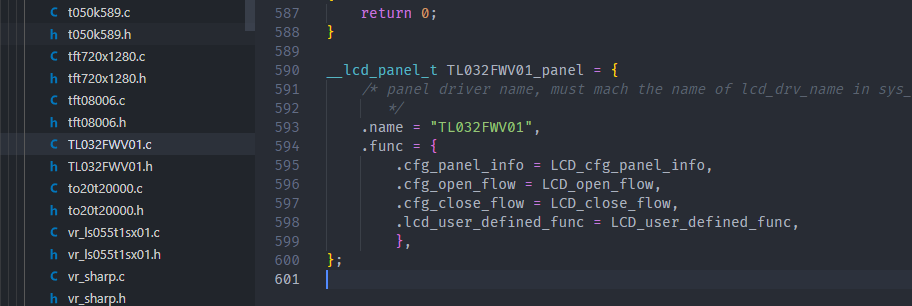 C t050k589.c
h t050k589.h
C tft720x1280.c
h tft720x1280.h
C tft08006.c
h tft08006.h
C TL032FWV01.c
h TL032FWV01.h
C to20t20000.c
h to20t20000.h
C vr_ls055t1sx01.c
h vr_ls055t1sx01.h
C vr_sharp.c
h vr_sharp.h
587 return 0;
588 }
589
590 __lcd_panel_t TL032FWV01_panel = {
591 /* panel driver name, must mach the name of lcd_drv_name in sys_
592 */
593 .name = "TL032FWV01",
594 .func = {
595 .cfg_panel_info = LCD_cfg_panel_info,
596 .cfg_open_flow = LCD_open_flow,
597 .cfg_close_flow = LCD_close_flow,
598 .lcd_user_defined_func = LCD_user_defined_func,
599 },
600 };
601